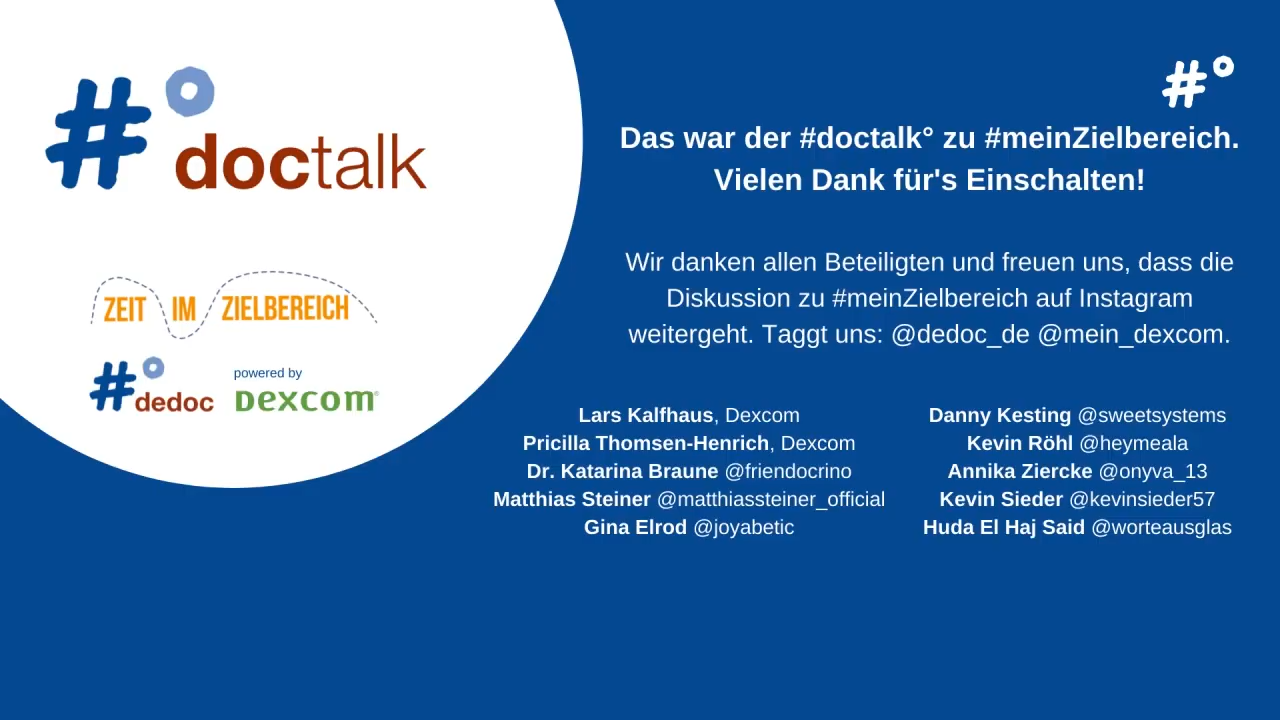 #° doctalk
ZEIT IM ZIELBEREICH
#° dedoc
powered by
Dexcom
#°
Das war der #doctalk° zu #meinZielbereich.
Vielen Dank für's Einschalten!
Wir danken allen Beteiligten und freuen uns, dass die
Diskussion zu #meinZielbereich auf Instagram
weitergeht. Taggt uns: @dedoc_de @mein_dexcom.
Lars Kalfhaus, Dexcom
Pricilla Thomsen-Henrich, Dexcom
Dr. Katarina Braune @friendocrino
Matthias Steiner @matthiassteiner_official
Gina Elrod @joyabetic
Danny Kesting @sweetsystems
Kevin Röhl @heymeala
Annika Ziercke @onyva_13
Kevin Sieder @kevinsieder57
Huda El Haj Said @worteausglas